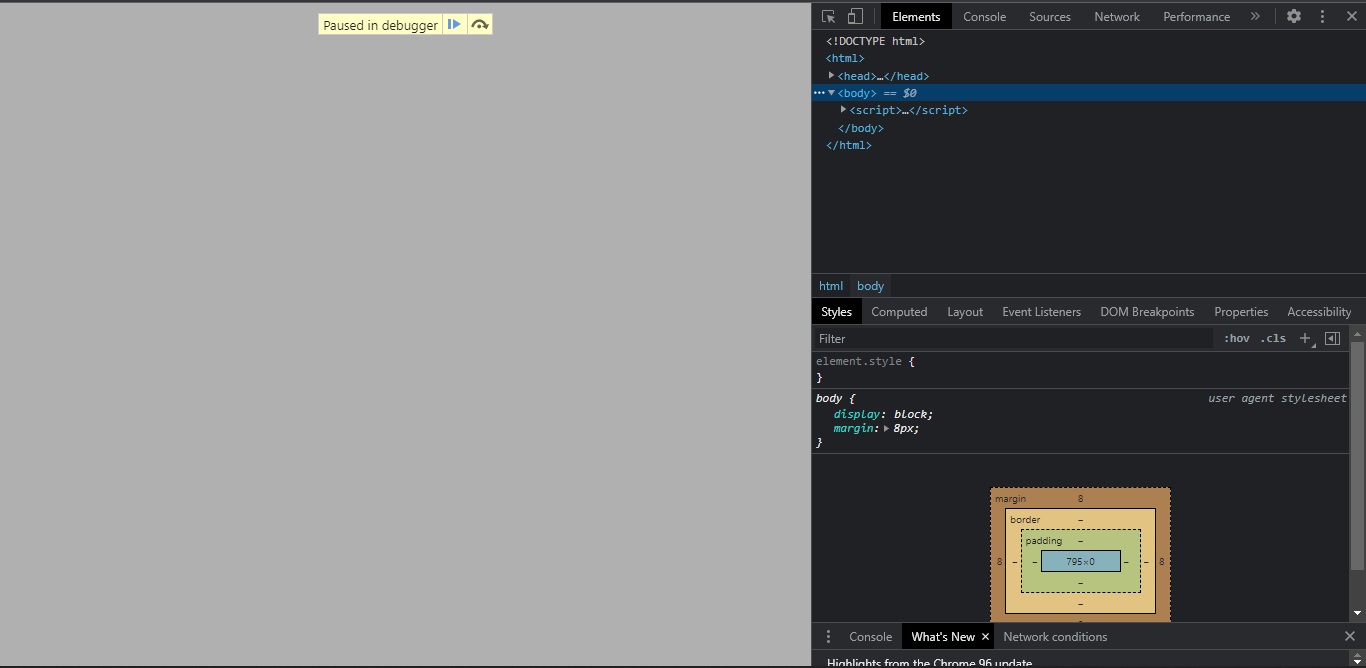 Paused in debugger
Elements Console Sources Network Performance »
<!DOCTYPE html>
<html>
<head>…</head>
<body> == $0
<script>…</script>
</body>
</html>
html body
Styles Computed Layout Event Listeners DOM Breakpoints Properties Accessibility
Filter :hov .cls +
element.style {
}
body { user agent stylesheet
display: block;
margin: 8px;
}
margin 8
border –
padding –
8 – – 795×0 – – 8
–
–
Console What's New × Network conditions
Highlights from the Chrome 96 update